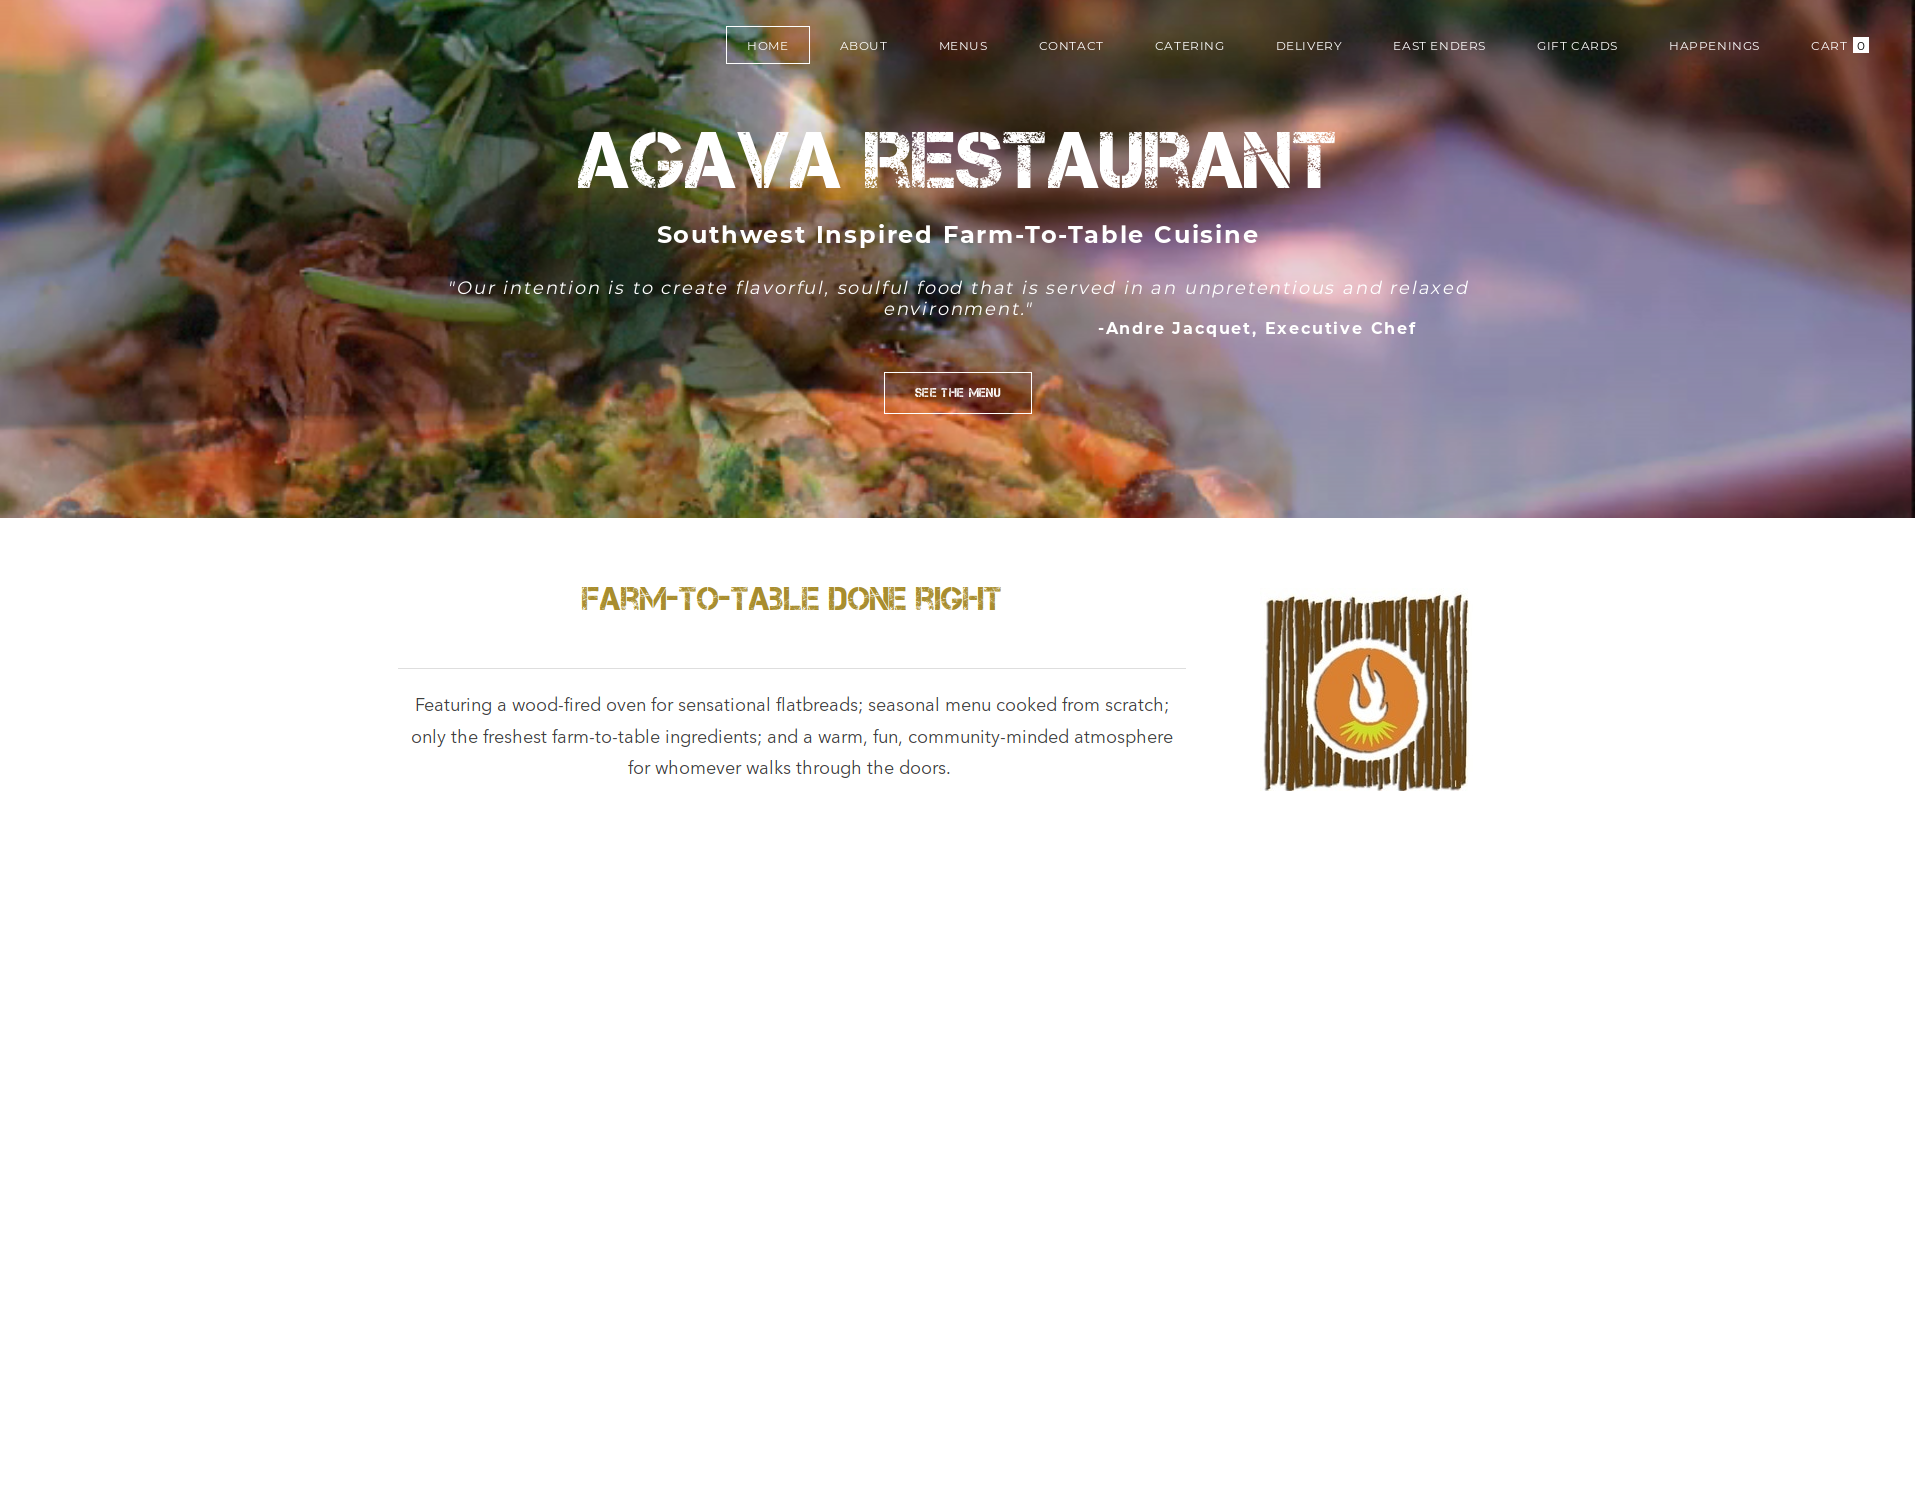 HOME ABOUT MENUS CONTACT CATERING DELIVERY EAST ENDERS GIFT CARDS HAPPENINGS CART 0
AGAVA RESTAURANT
Southwest Inspired Farm-To-Table Cuisine
"Our intention is to create flavorful, soulful food that is served in an unpretentious and relaxed
environment."
-Andre Jacquet, Executive Chef
SEE THE MENU
FARM-TO-TABLE DONE RIGHT
Featuring a wood-fired oven for sensational flatbreads; seasonal menu cooked from scratch;
only the freshest farm-to-table ingredients; and a warm, fun, community-minded atmosphere
for whomever walks through the doors.